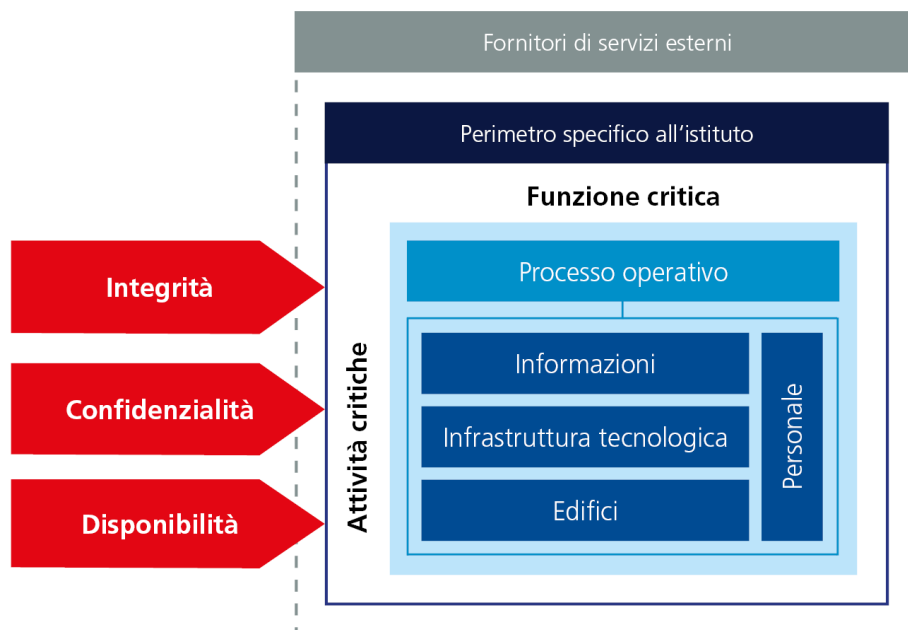 Fornitori di servizi esterni
Perimetro specifico all‘istituto
Funzione critica
Integrità
Confidenzialità
Disponibilità
Attività critiche
Processo operativo
Informazioni
Infrastruttura tecnologica
Edifici
Personale